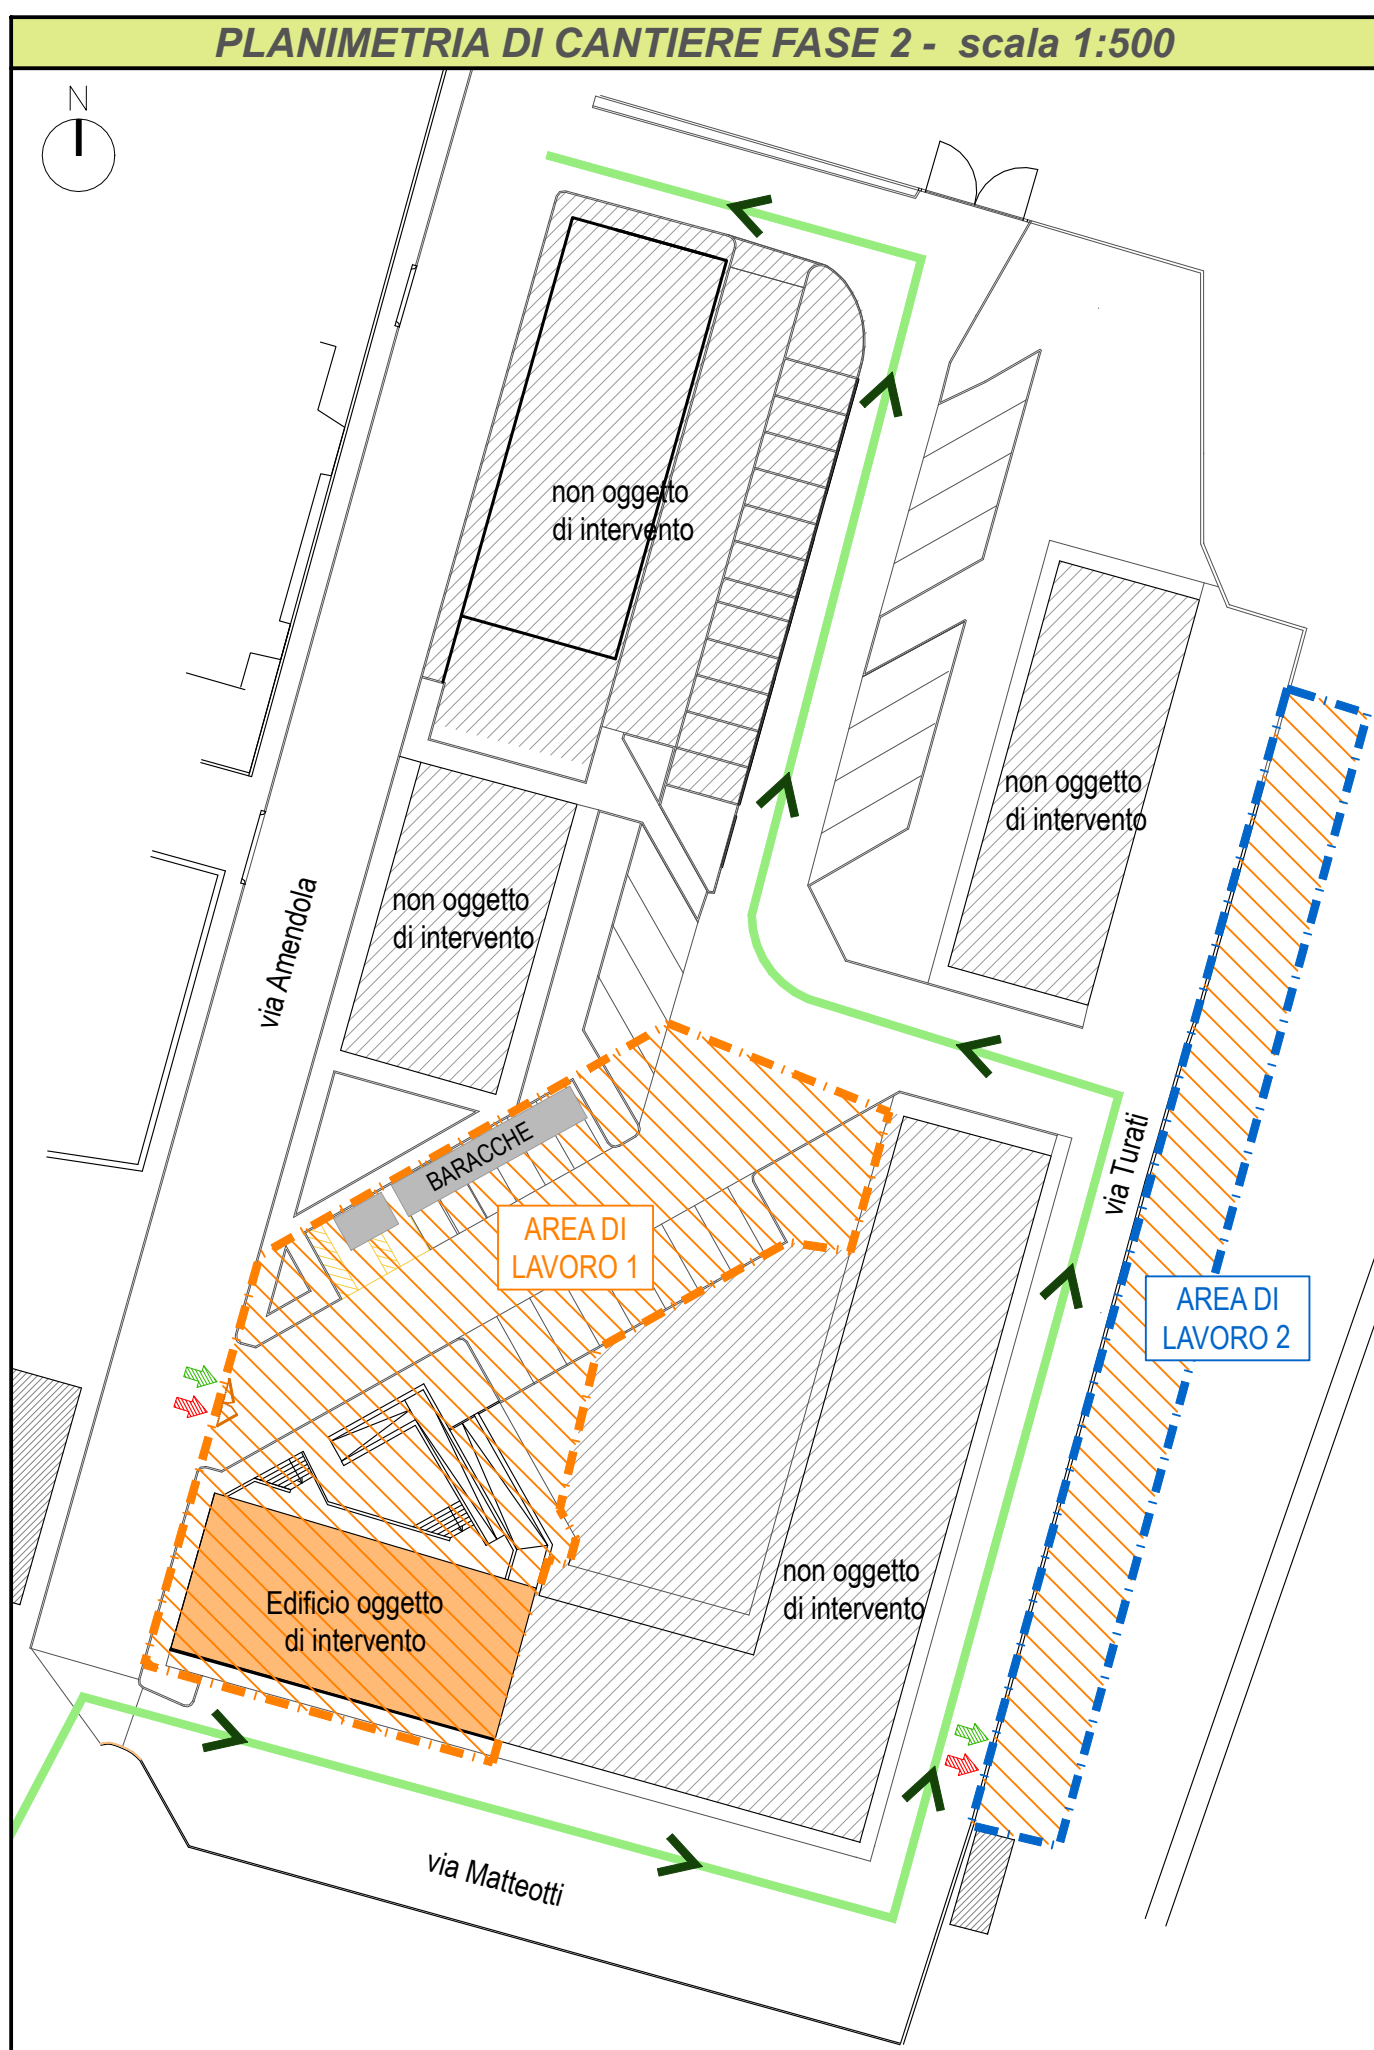 PLANIMETRIA DI CANTIERE FASE 2 - scala 1:500
N
non oggetto
di intervento
non oggetto
di intervento
non oggetto
di intervento
via Amendola
BARACCHE
via Turati
AREA DI
LAVORO 1
AREA DI
LAVORO 2
non oggetto
di intervento
Edificio oggetto
di intervento
via Matteotti